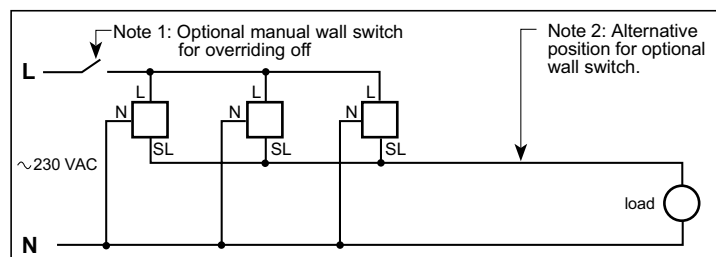 Note 1: Optional manual wall switch
for overriding off
Note 2: Alternative
position for optional
wall switch.
L
L
L
L
N
N
N
SL
SL
SL
~230 VAC
load
N